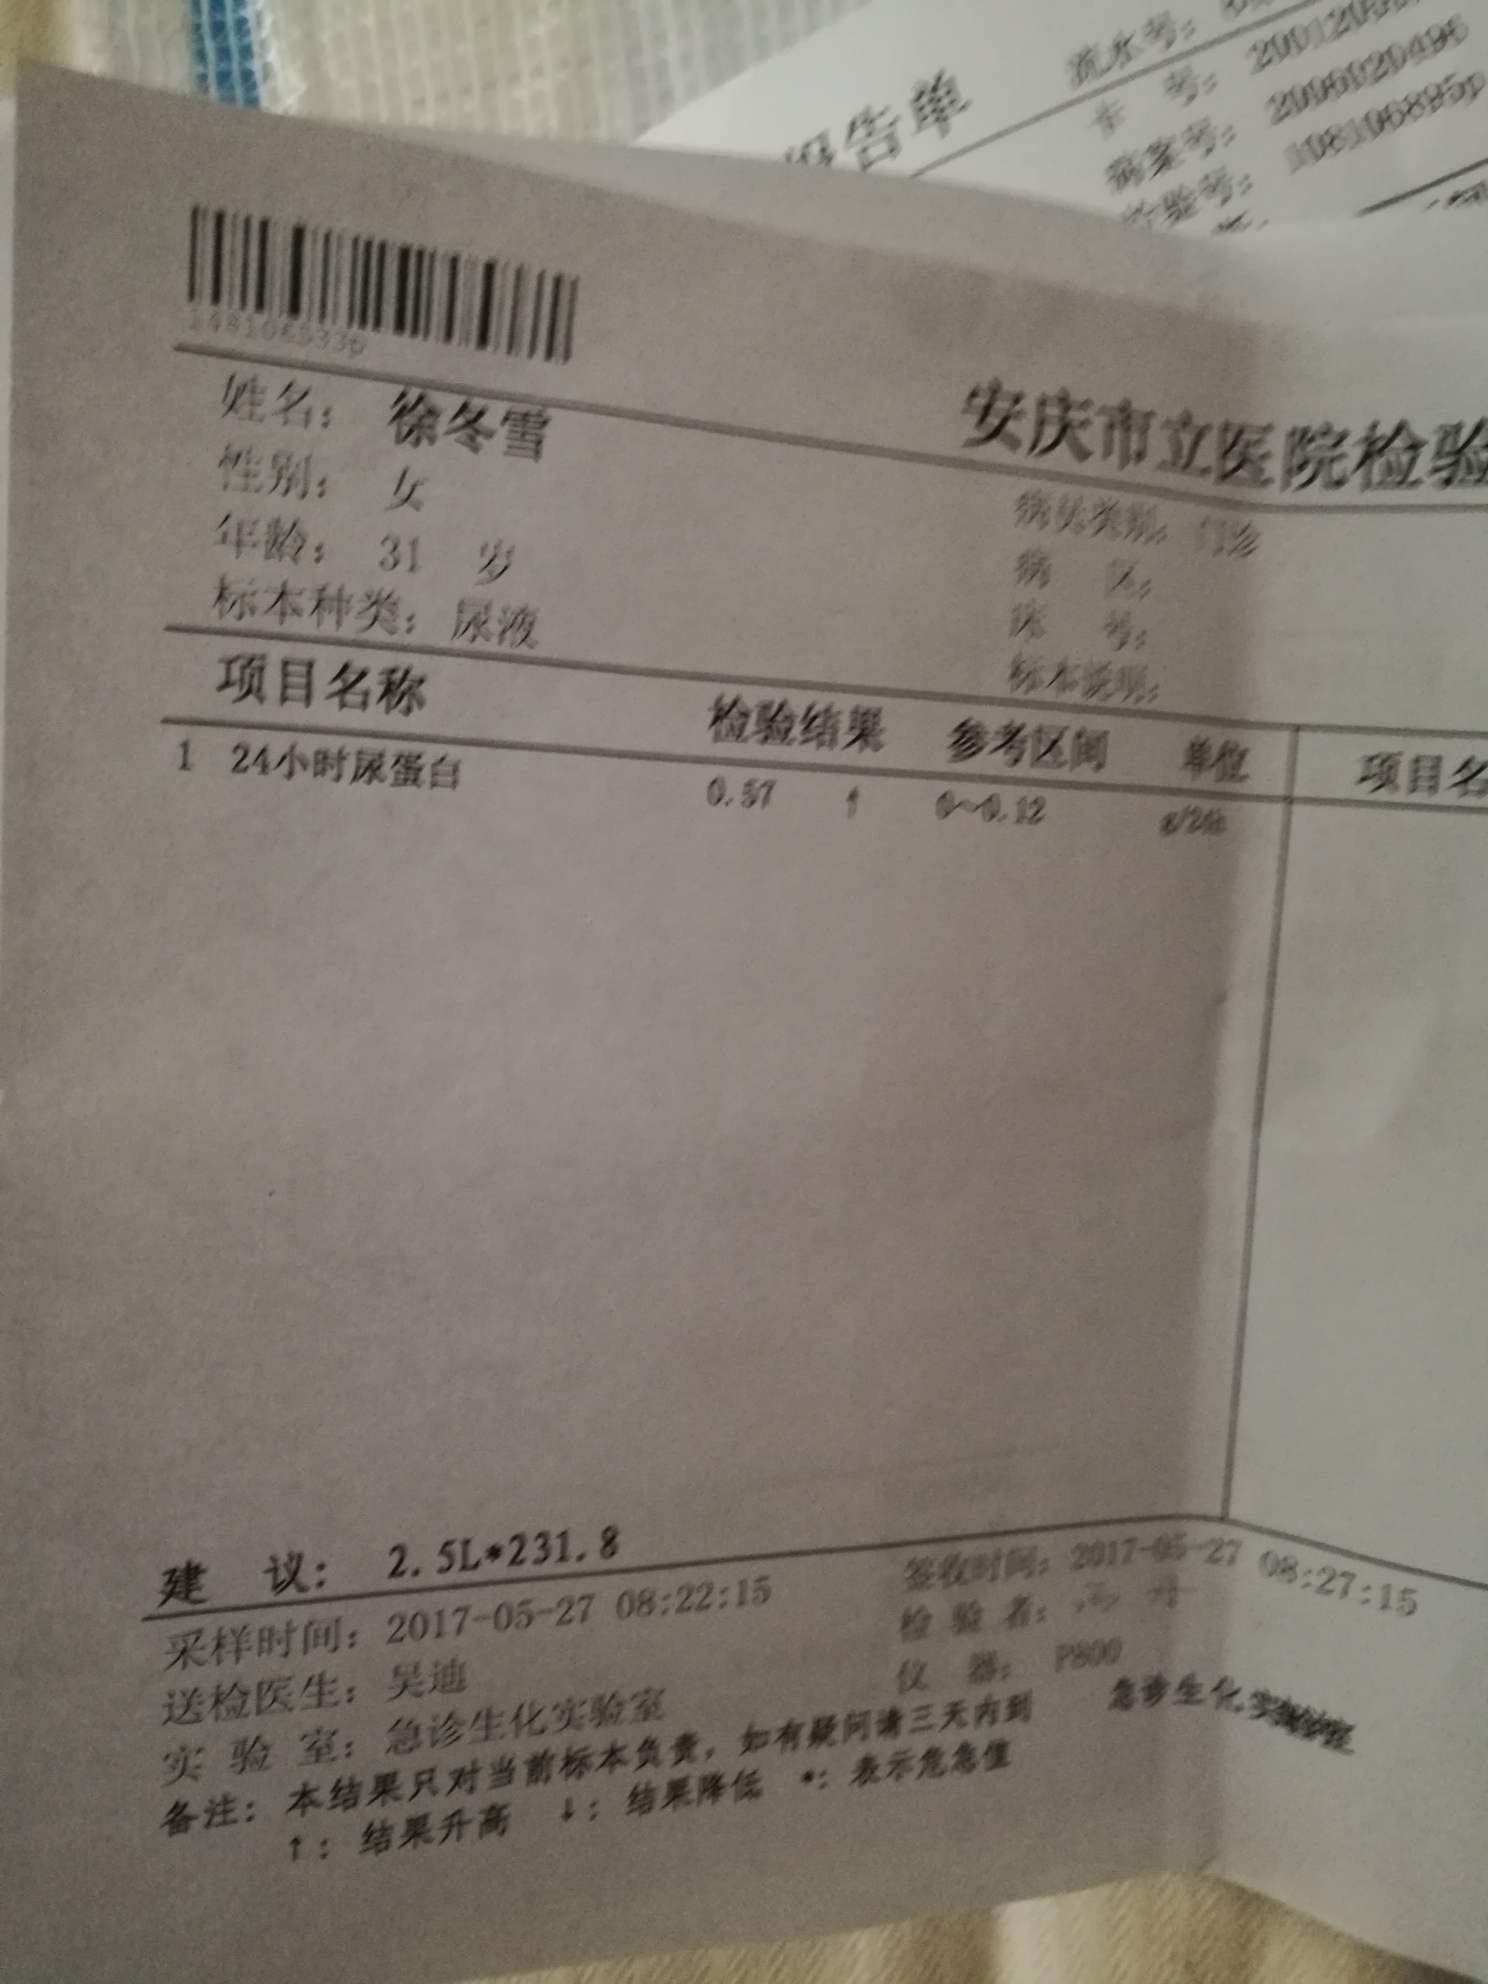 报告单
流水号:
卡 号:
病案号: 2006020496
检验号: 108106895p
148106533p
安庆市立医院检验
姓名: 徐冬雪
病员类别: 门诊
性别: 女
病 区:
年龄: 31 岁
床 号:
标本种类: 尿液
标本说明:
项目名称 检验结果 参考区间 单位 项目名
1 24小时尿蛋白 0.57 ↑ 0~0.12 g/24h
建 议: 2.5L*231.8
采样时间: 2017-05-27 08:22:15 签收时间: 2017-05-27 08:27:15
送检医生: 吴迪 检 验 者:
实 验 室: 急诊生化实验室 仪 器: P800
备注: 本结果只对当前标本负责, 如有疑问请三天内到 急诊生化实验室
↑: 结果升高 ↓: 结果降低 *: 表示危急值